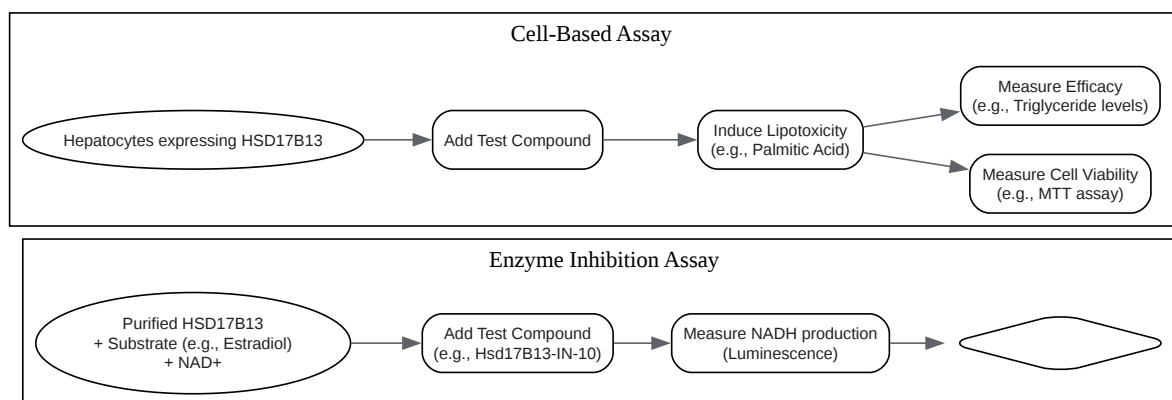 Cell-Based Assay
Hepatocytes expressing HSD17B13
Add Test Compound
Induce Lipotoxicity
(e.g., Palmitic Acid)
Measure Efficacy
(e.g., Triglyceride levels)
Measure Cell Viability
(e.g., MTT assay)
Enzyme Inhibition Assay
Purified HSD17B13
+ Substrate (e.g., Estradiol)
+ NAD+
Add Test Compound
(e.g., Hsd17B13-IN-10)
Measure NADH production
(Luminescence)